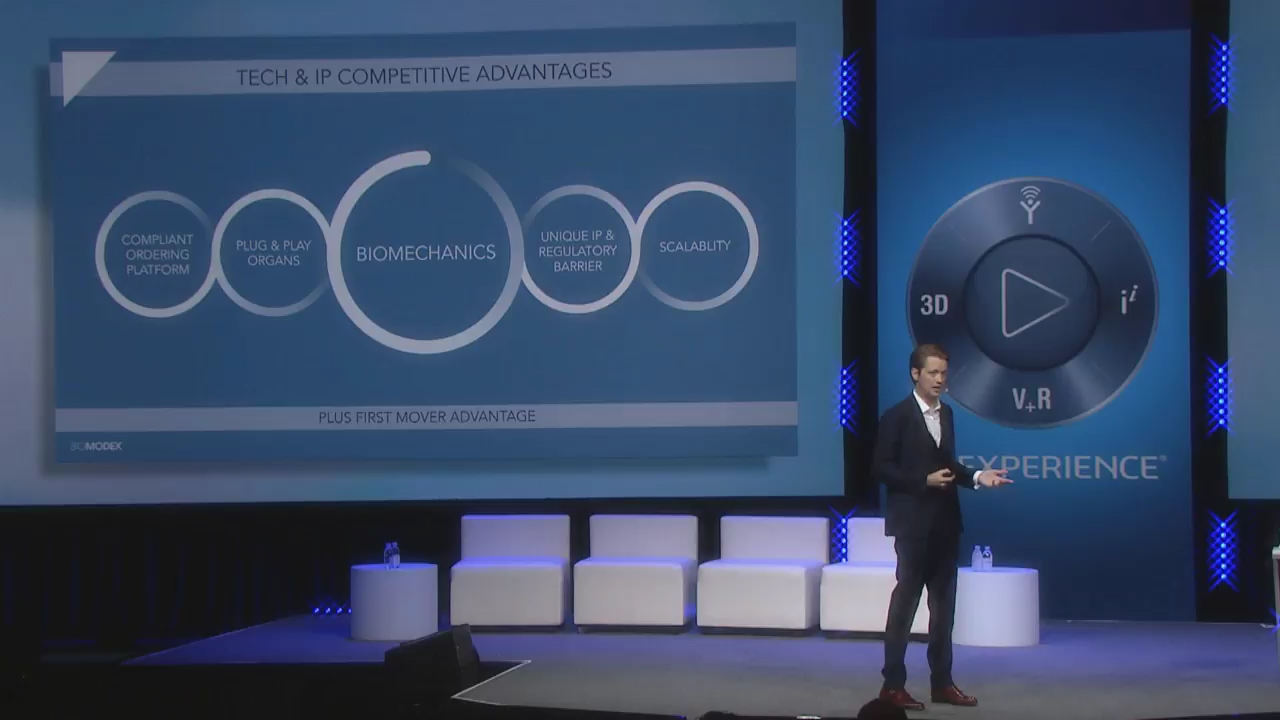 TECH & IP COMPETITIVE ADVANTAGES
COMPLIANT
ORDERING
PLATFORM
PLUG & PLAY
ORGANS
BIOMECHANICS
UNIQUE IP &
REGULATORY
BARRIER
SCALABLITY
PLUS FIRST MOVER ADVANTAGE
BIOMODEX
3D
i i
V+R
EXPERIENCE®